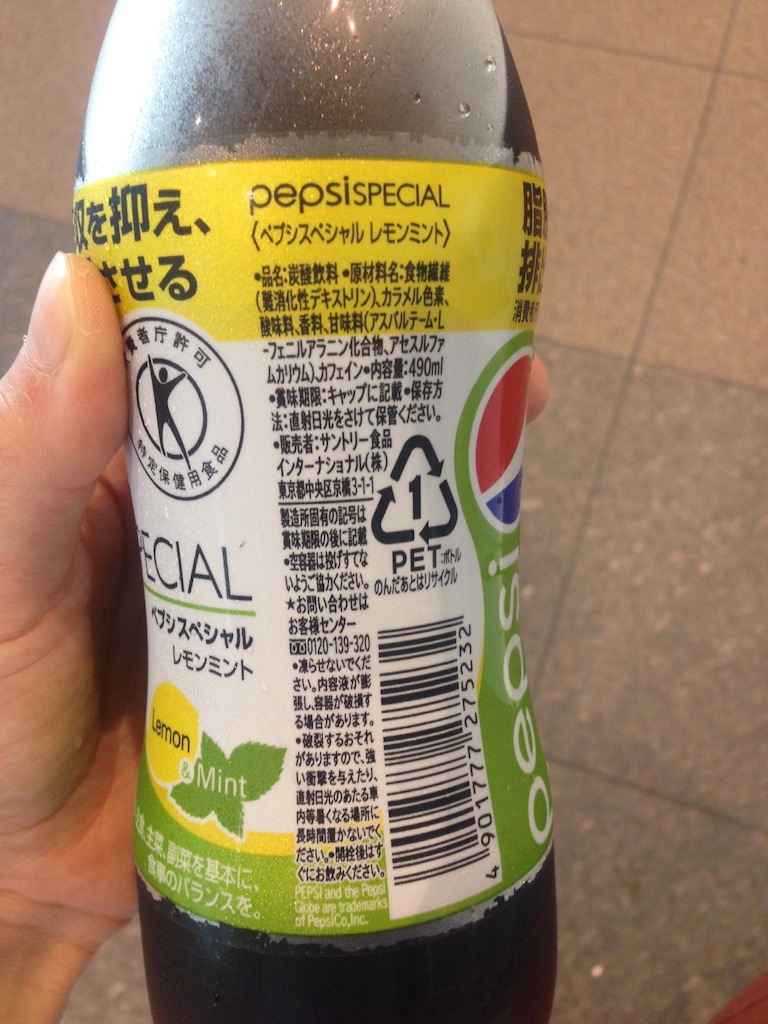 を抑え、
させる
消費者庁許可
特定保健用食品
PECIAL
ペプシスペシャル
レモンミント
Lemon
& Mint
主菜、副菜を基本に、
食事のバランスを。
pepsi SPECIAL
〈ペプシスペシャル レモンミント〉
•品名:炭酸飲料 •原材料名:食物繊維
(難消化性デキストリン)、カラメル色素、
酸味料、香料、甘味料(アスパルテーム・L
-フェニルアラニン化合物、アセスルファ
ムカリウム)、カフェイン •内容量:490ml
•賞味期限:キャップに記載 •保存方
法:直射日光をさけて保管ください。
•販売者:サントリー食品
インターナショナル(株)
東京都中央区京橋3-1-1
製造所固有の記号は
賞味期限の後に記載
•空容器は投げすてな
いようご協力ください。
★お問い合わせは
お客様センター
0120-139-320
•凍らせないでくだ
さい。内容液が膨
張し、容器が破損す
る場合があります。
•破裂するおそれ
がありますので、強
い衝撃を与えたり、
直射日光のあたる車
内等暑くなる場所に
長時間置かないでく
ださい。•開栓後はす
ぐにお飲みください。
PEPSI and the Pepsi
Globe are trademarks
of PepsiCo,Inc.
1
PET:ボトル
のんだあとはリサイクル
4 901777 275232
脂
排
消費者
pepsi